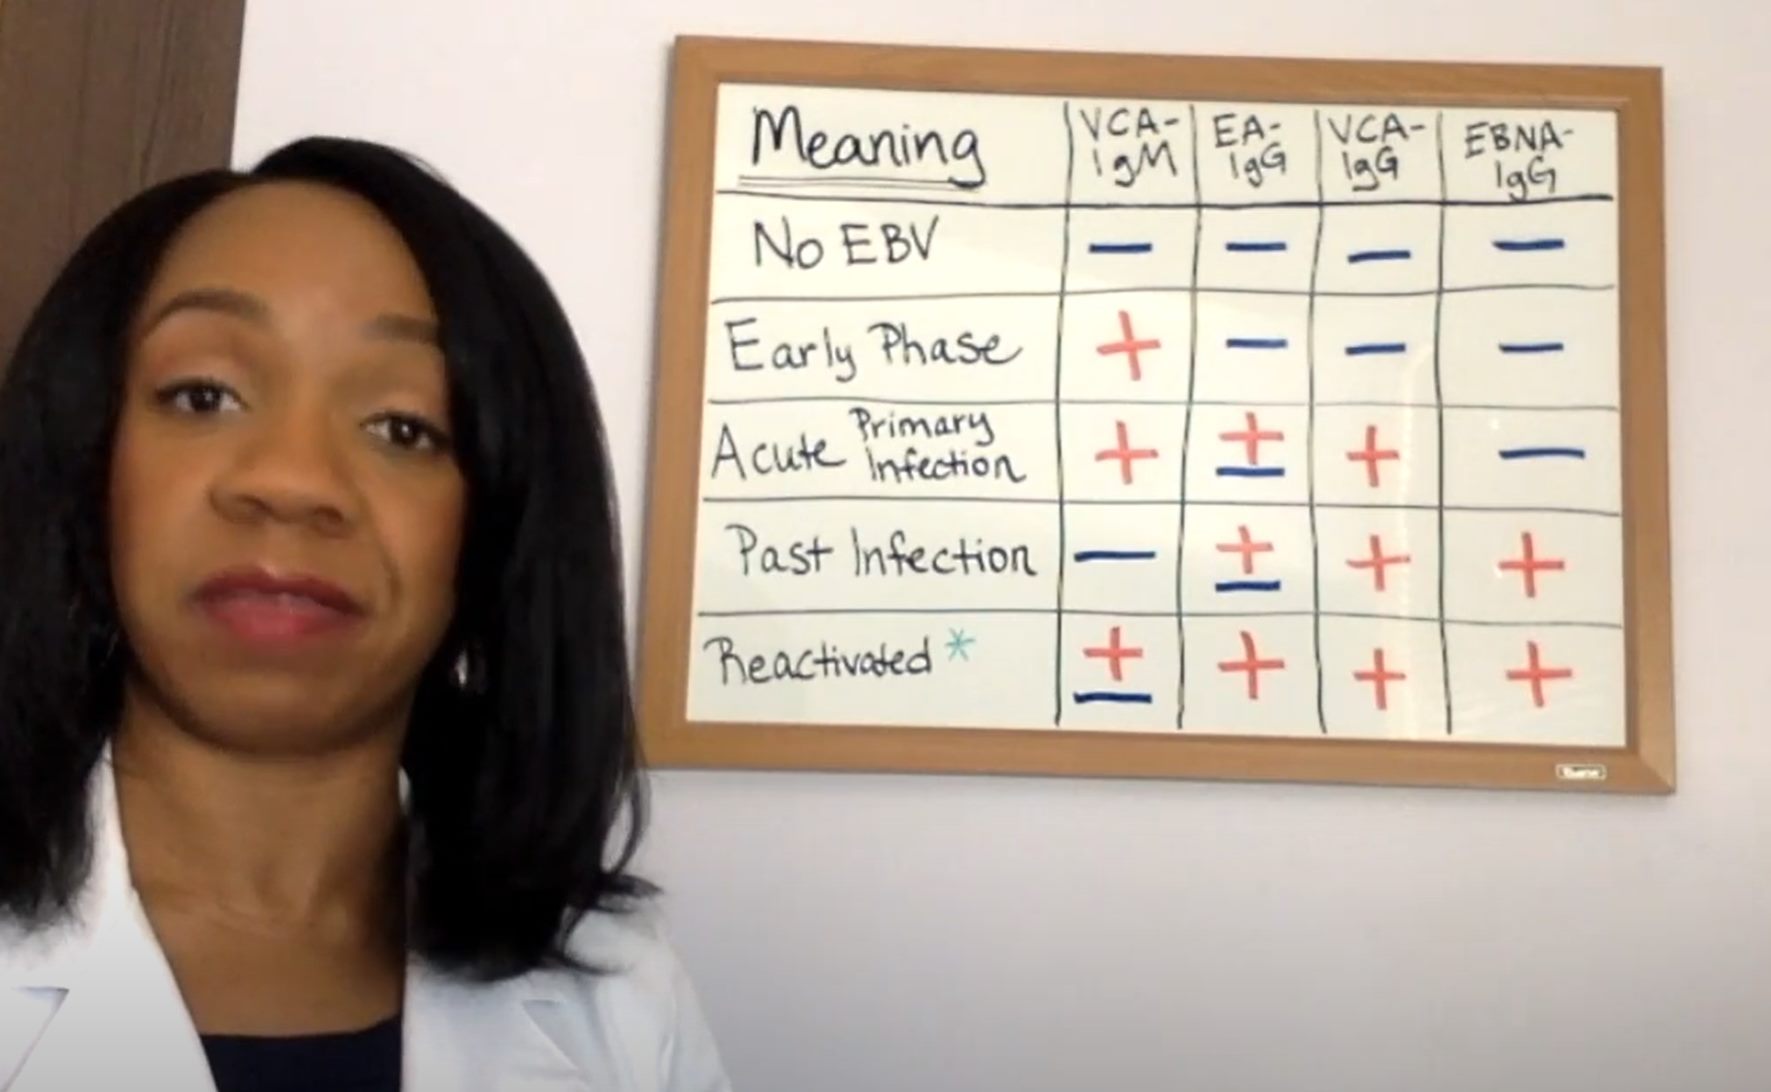 Meaning VCA-IgM EA-IgG VCA-IgG EBNA-IgG
No EBV − − − −
Early Phase + − − −
Acute Primary Infection + ± + −
Past Infection − ± + +
Reactivated * ± + + +